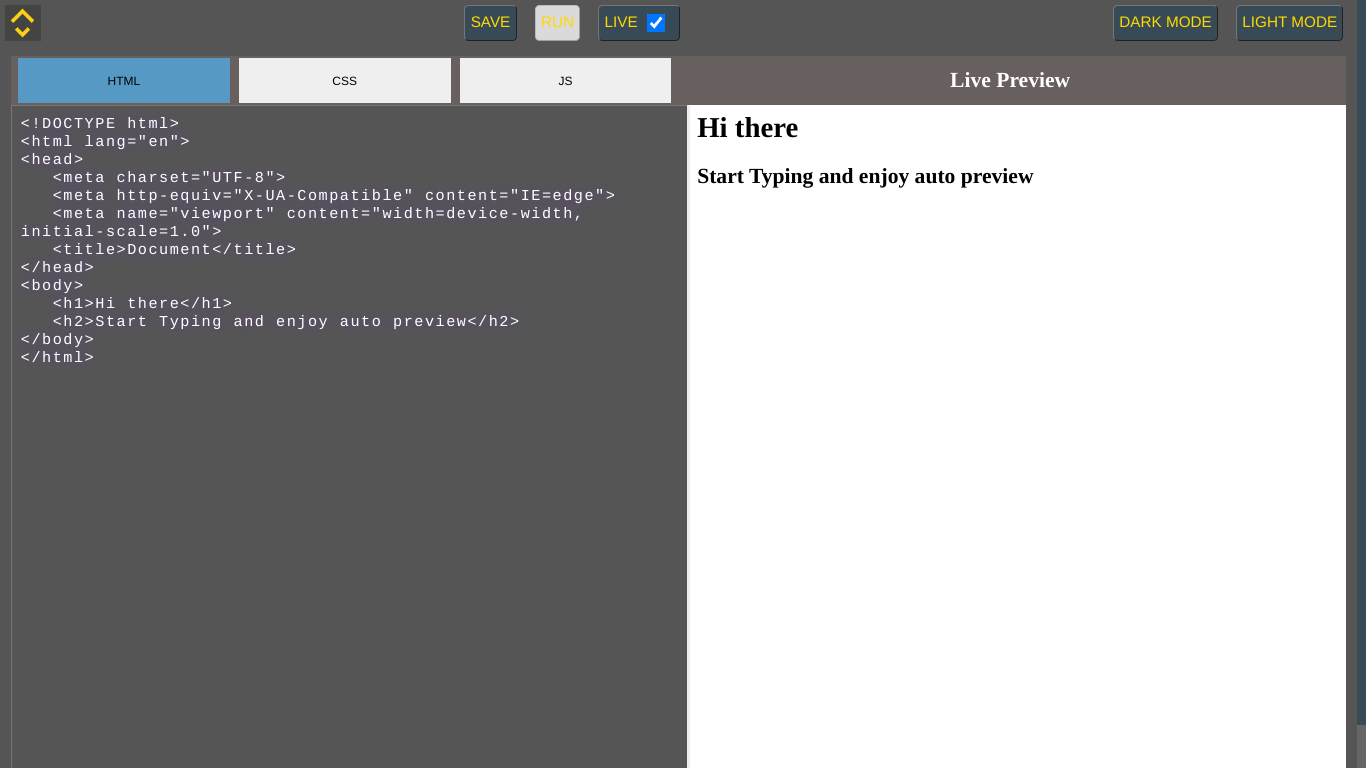 SAVE RUN LIVE DARK MODE LIGHT MODE
HTML CSS JS Live Preview
<!DOCTYPE html>
<html lang="en">
<head>
   <meta charset="UTF-8">
   <meta http-equiv="X-UA-Compatible" content="IE=edge">
   <meta name="viewport" content="width=device-width,
initial-scale=1.0">
   <title>Document</title>
</head>
<body>
   <h1>Hi there</h1>
   <h2>Start Typing and enjoy auto preview</h2>
</body>
</html>
Hi there
Start Typing and enjoy auto preview